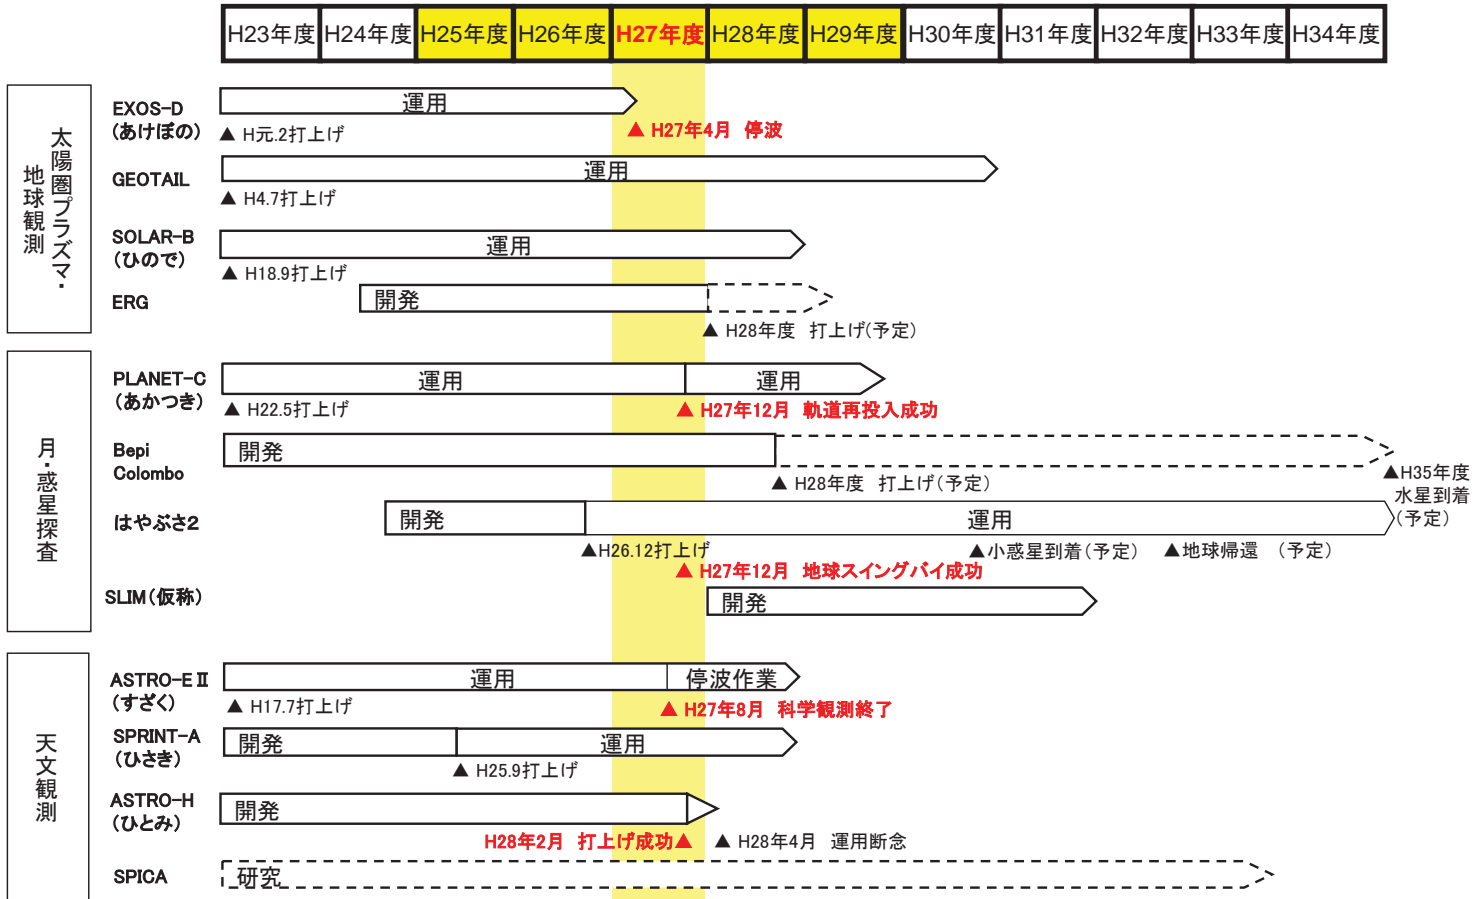 H23年度 H24年度 H25年度 H26年度 H27年度 H28年度 H29年度 H30年度 H31年度 H32年度 H33年度 H34年度
太陽圏プラズマ・
地球観測
EXOS-D
(あけぼの)
運用
▲ H元.2打上げ
▲ H27年4月 停波
GEOTAIL
運用
▲ H4.7打上げ
SOLAR-B
(ひので)
運用
▲ H18.9打上げ
ERG
開発
▲ H28年度 打上げ(予定)
月・惑星探査
PLANET-C
(あかつき)
運用 運用
▲ H22.5打上げ
▲ H27年12月 軌道再投入成功
Bepi
Colombo
開発
▲ H28年度 打上げ(予定)
▲H35年度
水星到着
(予定)
はやぶさ2
開発 運用
▲H26.12打上げ
▲小惑星到着(予定)
▲地球帰還 (予定)
▲ H27年12月 地球スイングバイ成功
SLIM(仮称)
開発
天文観測
ASTRO-EⅡ
(すざく)
運用 停波作業
▲ H17.7打上げ
▲ H27年8月 科学観測終了
SPRINT-A
(ひさき)
開発 運用
▲ H25.9打上げ
ASTRO-H
(ひとみ)
開発
H28年2月 打上げ成功▲
▲ H28年4月 運用断念
SPICA
研究